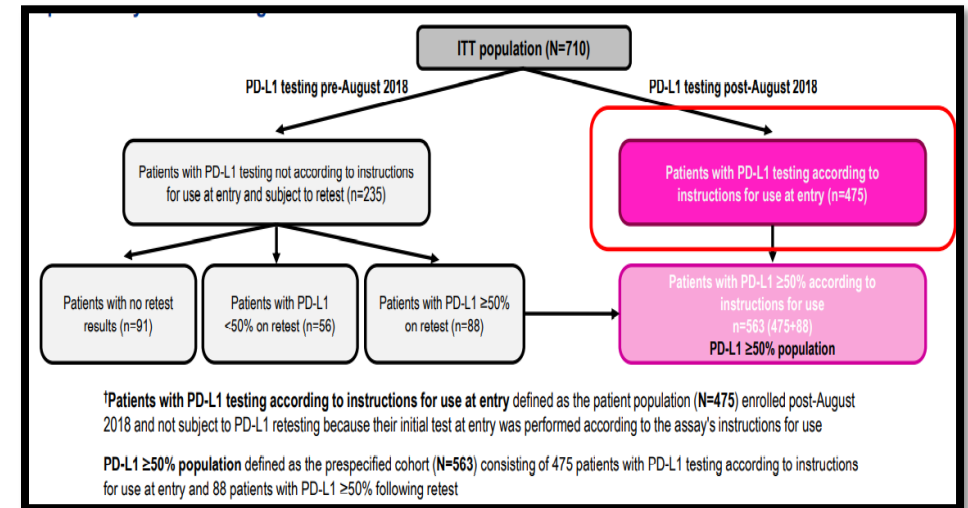 ITT population (N=710)
PD-L1 testing pre-August 2018
PD-L1 testing post-August 2018
Patients with PD-L1 testing not according to instructions
for use at entry and subject to retest (n=235)
Patients with PD-L1 testing according to
instructions for use at entry (n=475)
Patients with no retest
results (n=91)
Patients with PD-L1
<50% on retest (n=56)
Patients with PD-L1 ≥50%
on retest (n=88)
Patients with PD-L1 ≥50% according to
instructions for use
n=563 (475+88)
PD-L1 ≥50% population
†Patients with PD-L1 testing according to instructions for use at entry defined as the patient population (N=475) enrolled post-August
2018 and not subject to PD-L1 retesting because their initial test at entry was performed according to the assay's instructions for use
PD-L1 ≥50% population defined as the prespecified cohort (N=563) consisting of 475 patients with PD-L1 testing according to instructions
for use at entry and 88 patients with PD-L1 ≥50% following retest